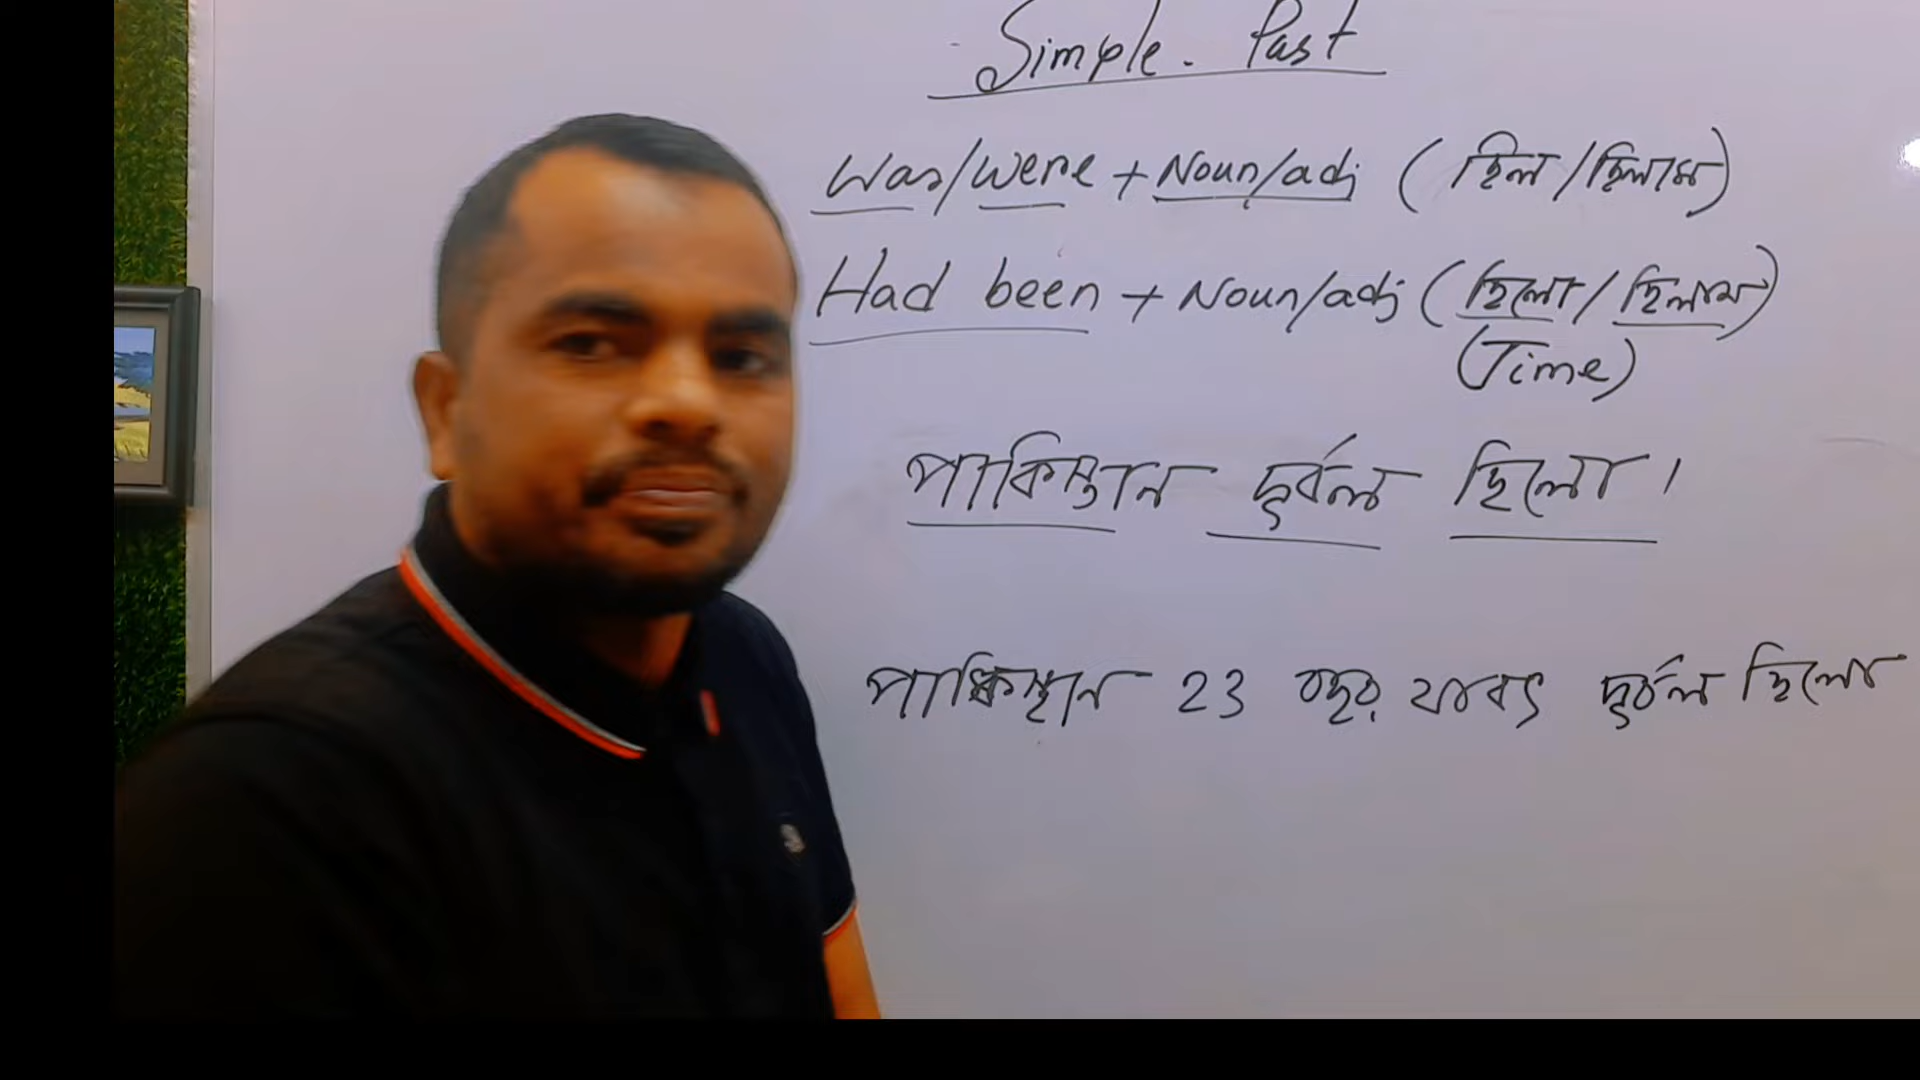 Simple. Past
Was/were + Noun/adj (ছিল/ছিলাম)
Had been + Noun/adj (ছিলো/ছিলাম)
(Time)
পাকিস্তান দূর্বল ছিলো।
পাকিস্থান 23 বছর যাবৎ দূর্বল ছিলো